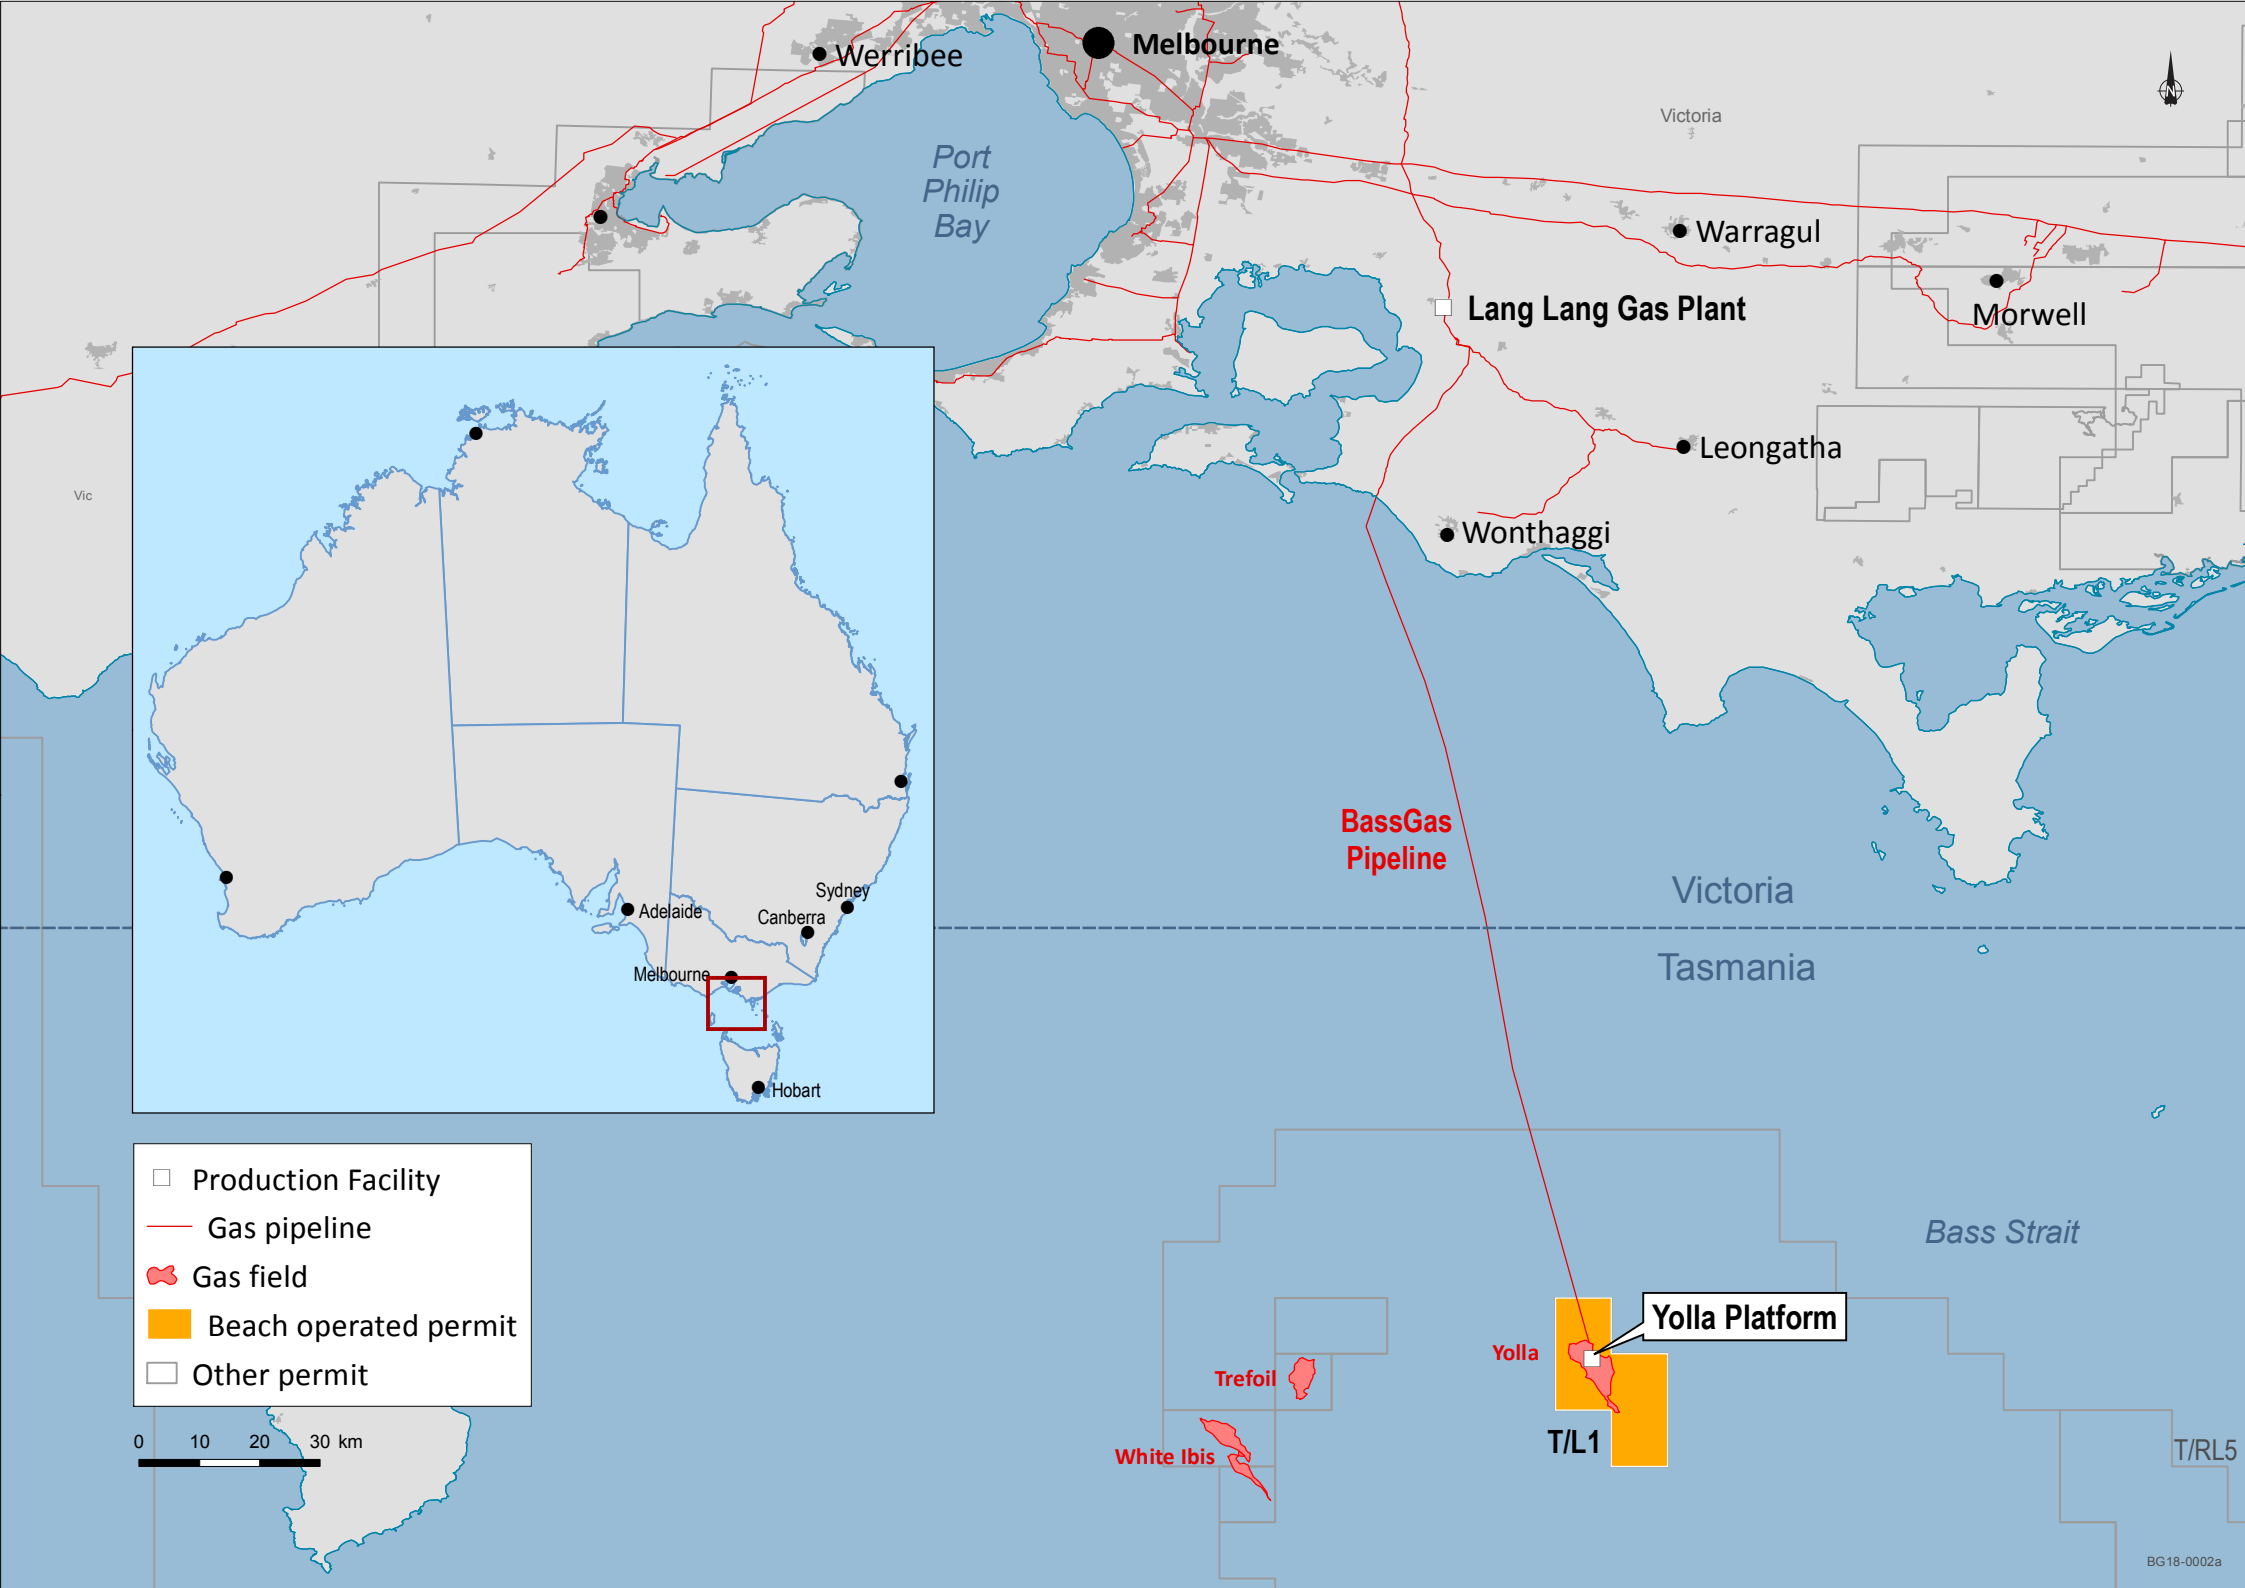 Melbourne
Werribee
Victoria
Port
Philip
Bay
Warragul
Lang Lang Gas Plant
Morwell
Leongatha
Vic
Wonthaggi
BassGas
Pipeline
Victoria
Tasmania
Sydney
Adelaide
Canberra
Melbourne
Hobart
Production Facility
Gas pipeline
Gas field
Beach operated permit
Other permit
0 10 20 30 km
Bass Strait
Yolla Platform
Yolla
Trefoil
White Ibis
T/L1
T/RL5
BG18-0002a
N